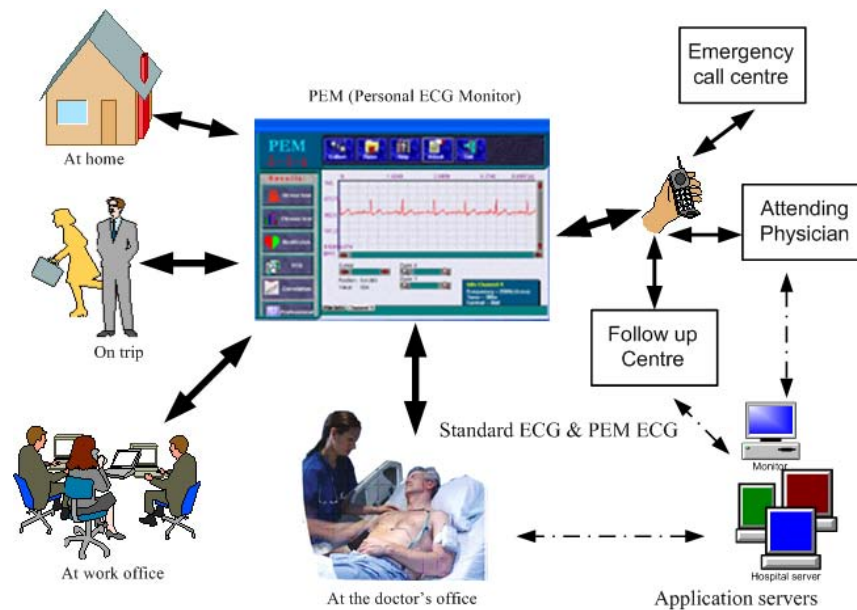 Emergency
call centre
PEM (Personal ECG Monitor)
At home
PEM
Results
Attending
Physician
On trip
Follow up
Centre
Standard ECG & PEM ECG
Monitor
At work office
At the doctor's office
Hospital server
Application servers